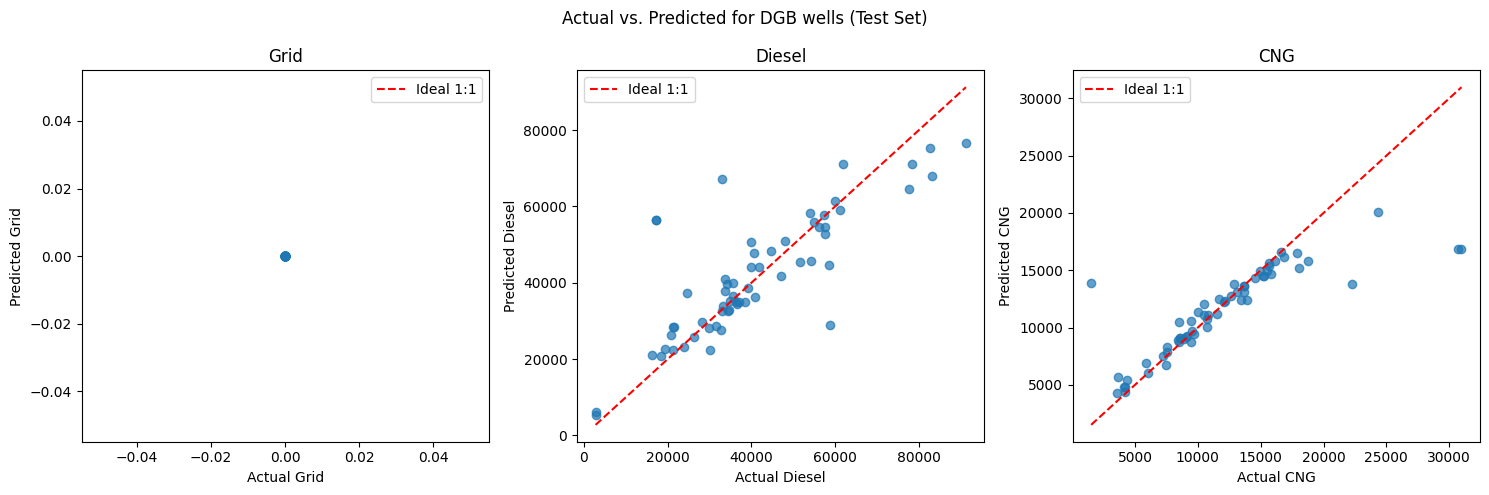 Actual vs. Predicted for DGB wells (Test Set)
Grid
Ideal 1:1
0.04
0.02
0.00
−0.02
−0.04
Predicted Grid
−0.04
−0.02
0.00
0.02
0.04
Actual Grid
Diesel
Ideal 1:1
80000
60000
40000
20000
0
Predicted Diesel
0
20000
40000
60000
80000
Actual Diesel
CNG
Ideal 1:1
30000
25000
20000
15000
10000
5000
Predicted CNG
5000
10000
15000
20000
25000
30000
Actual CNG